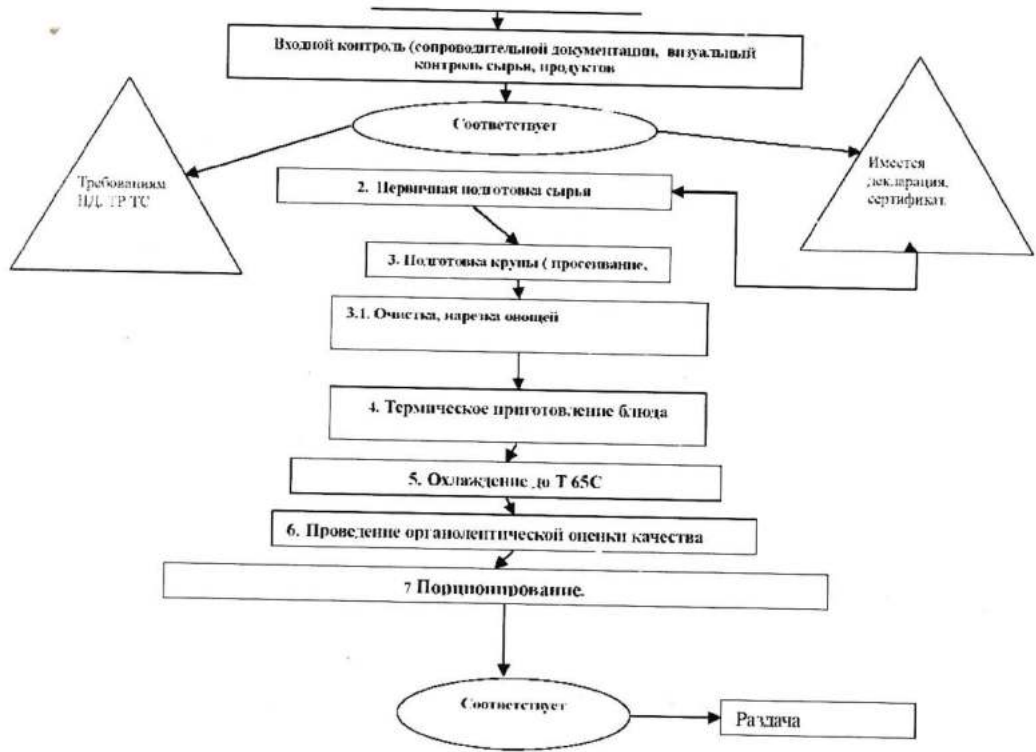 Входной контроль (сопроводительной документации, визуальный
контроль сырья, продуктов
Соответствует
Требованиям
НД, ТР ТС
Имеется
декларация,
сертификат
2. Первичная подготовка сырья
3. Подготовка крупы ( просеивание,
3.1. Очистка, нарезка овощей
4. Термическое приготовление блюда
5. Охлаждение до Т 65С
6. Проведение органолептической оценки качества
7 Порционирование.
Соответствует
Раздача